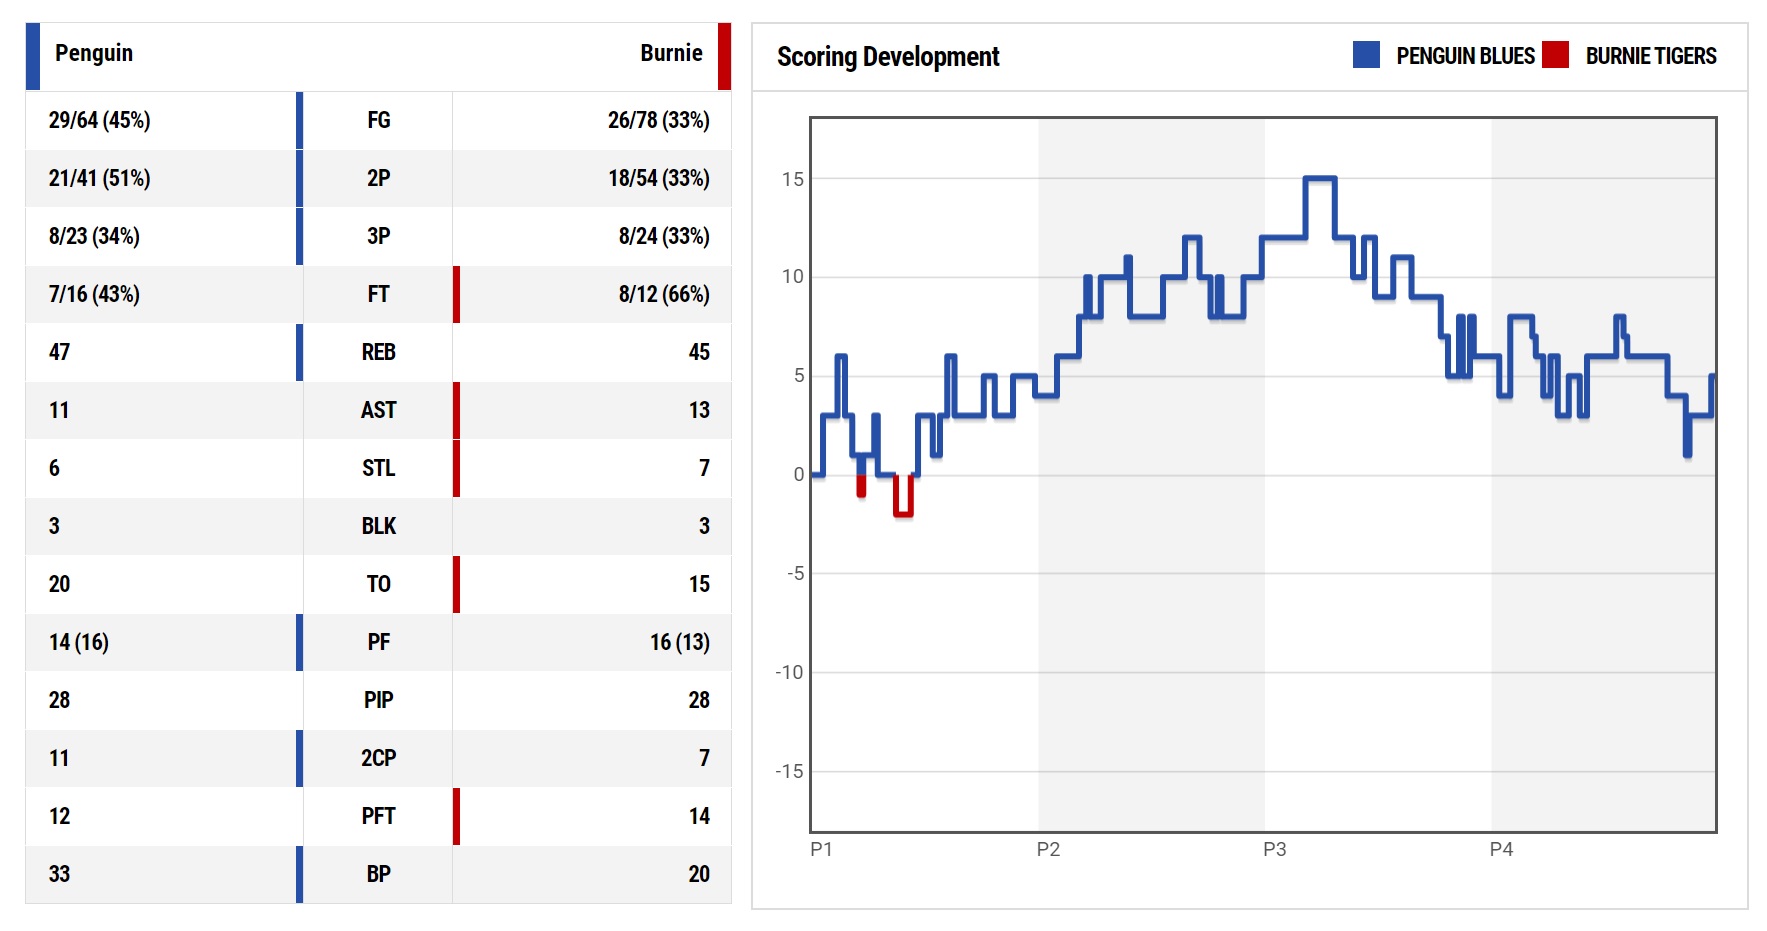 Penguin Burnie
29/64 (45%) FG 26/78 (33%)
21/41 (51%) 2P 18/54 (33%)
8/23 (34%) 3P 8/24 (33%)
7/16 (43%) FT 8/12 (66%)
47 REB 45
11 AST 13
6 STL 7
3 BLK 3
20 TO 15
14 (16) PF 16 (13)
28 PIP 28
11 2CP 7
12 PFT 14
33 BP 20
Scoring Development PENGUIN BLUES BURNIE TIGERS
15
10
5
0
-5
-10
-15
P1 P2 P3 P4